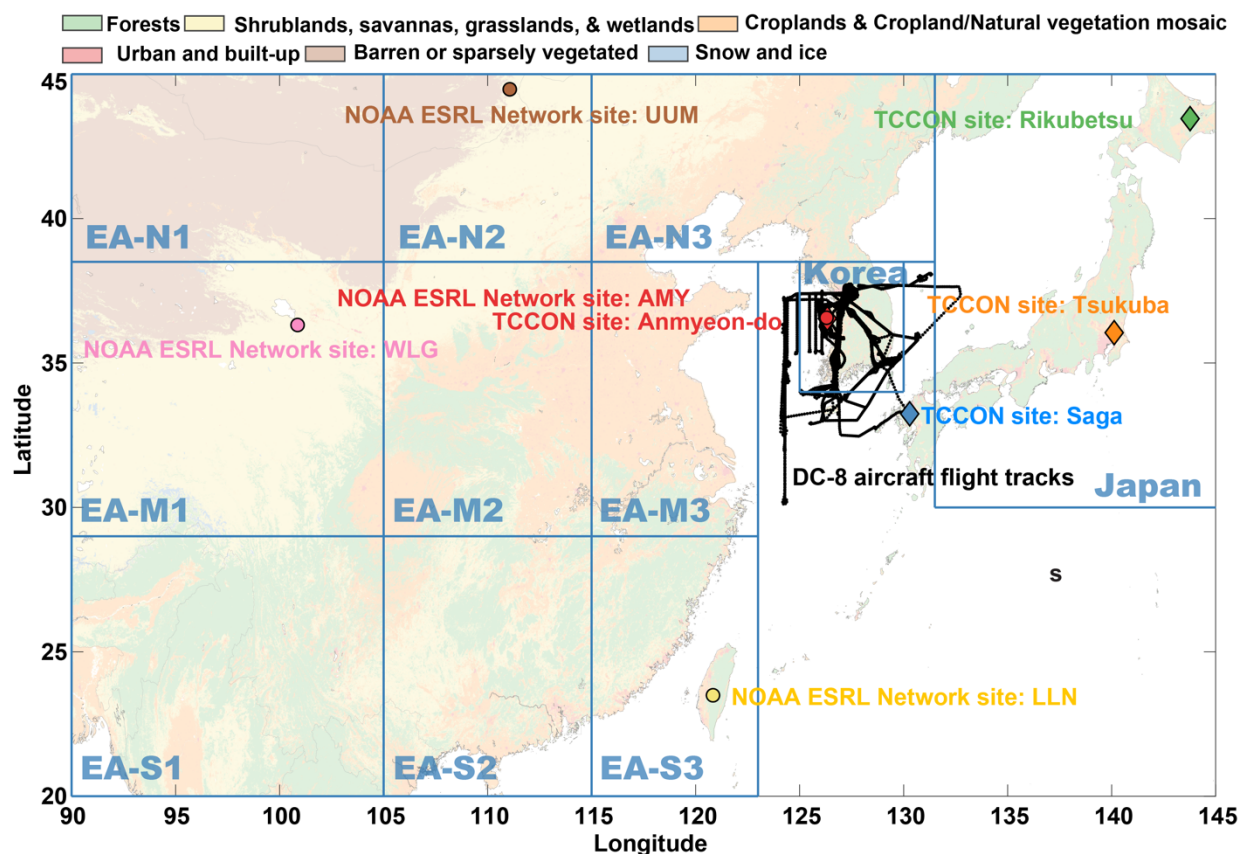 Forests Shrublands, savannas, grasslands, & wetlands Croplands & Cropland/Natural vegetation mosaic
Urban and built-up Barren or sparsely vegetated Snow and ice
45
NOAA ESRL Network site: UUM
TCCON site: Rikubetsu
40
EA-N1 EA-N2 EA-N3
Korea
NOAA ESRL Network site: AMY
TCCON site: Anmyeon-do
TCCON site: Tsukuba
NOAA ESRL Network site: WLG
35
Latitude
TCCON site: Saga
DC-8 aircraft flight tracks
30
EA-M1 EA-M2 EA-M3 Japan
s
25
NOAA ESRL Network site: LLN
EA-S1 EA-S2 EA-S3
20
90 95 100 105 110 115 120 125 130 135 140 145
Longitude